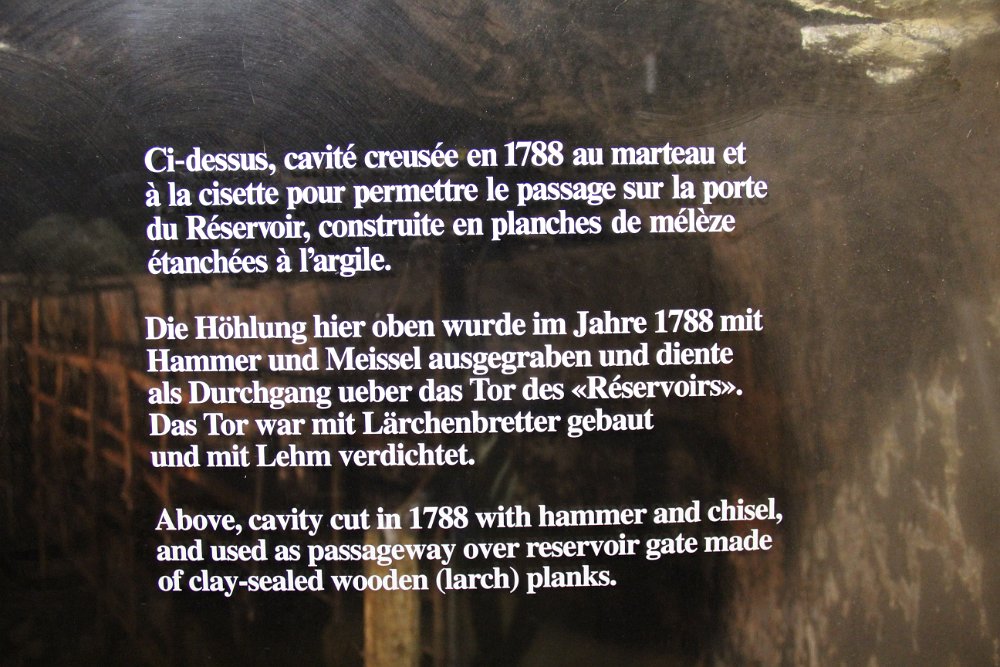 Ci-dessus, cavité creusée en 1788 au marteau et
à la cisette pour permettre le passage sur la porte
du Réservoir, construite en planches de mélèze
étanchées à l'argile.
Die Höhlung hier oben wurde im Jahre 1788 mit
Hammer und Meissel ausgegraben und diente
als Durchgang ueber das Tor des «Réservoirs».
Das Tor war mit Lärchenbretter gebaut
und mit Lehm verdichtet.
Above, cavity cut in 1788 with hammer and chisel,
and used as passageway over reservoir gate made
of clay-sealed wooden (larch) planks.